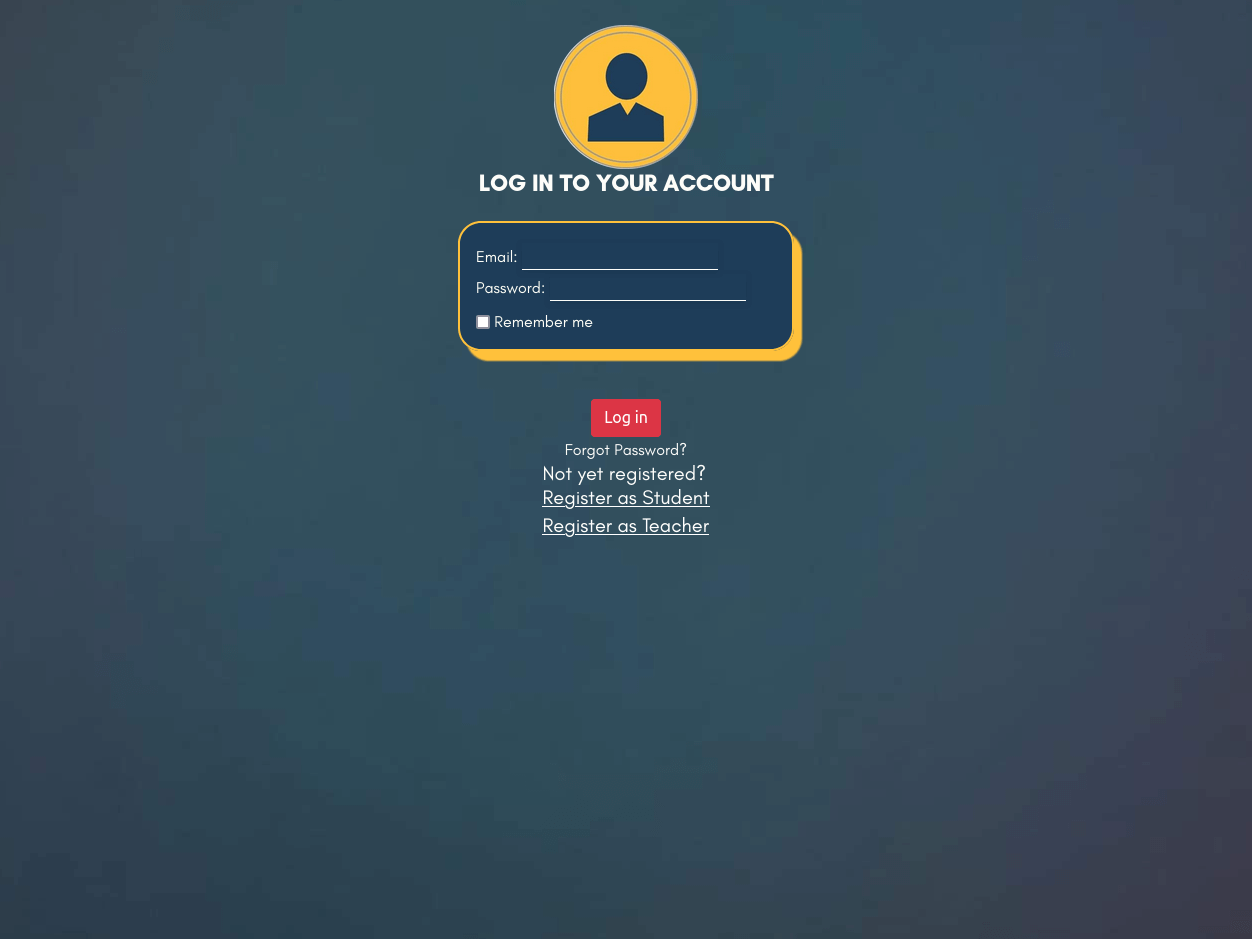 LOG IN TO YOUR ACCOUNT
Email:
Password:
Remember me
Log in
Forgot Password?
Not yet registered?
Register as Student
Register as Teacher